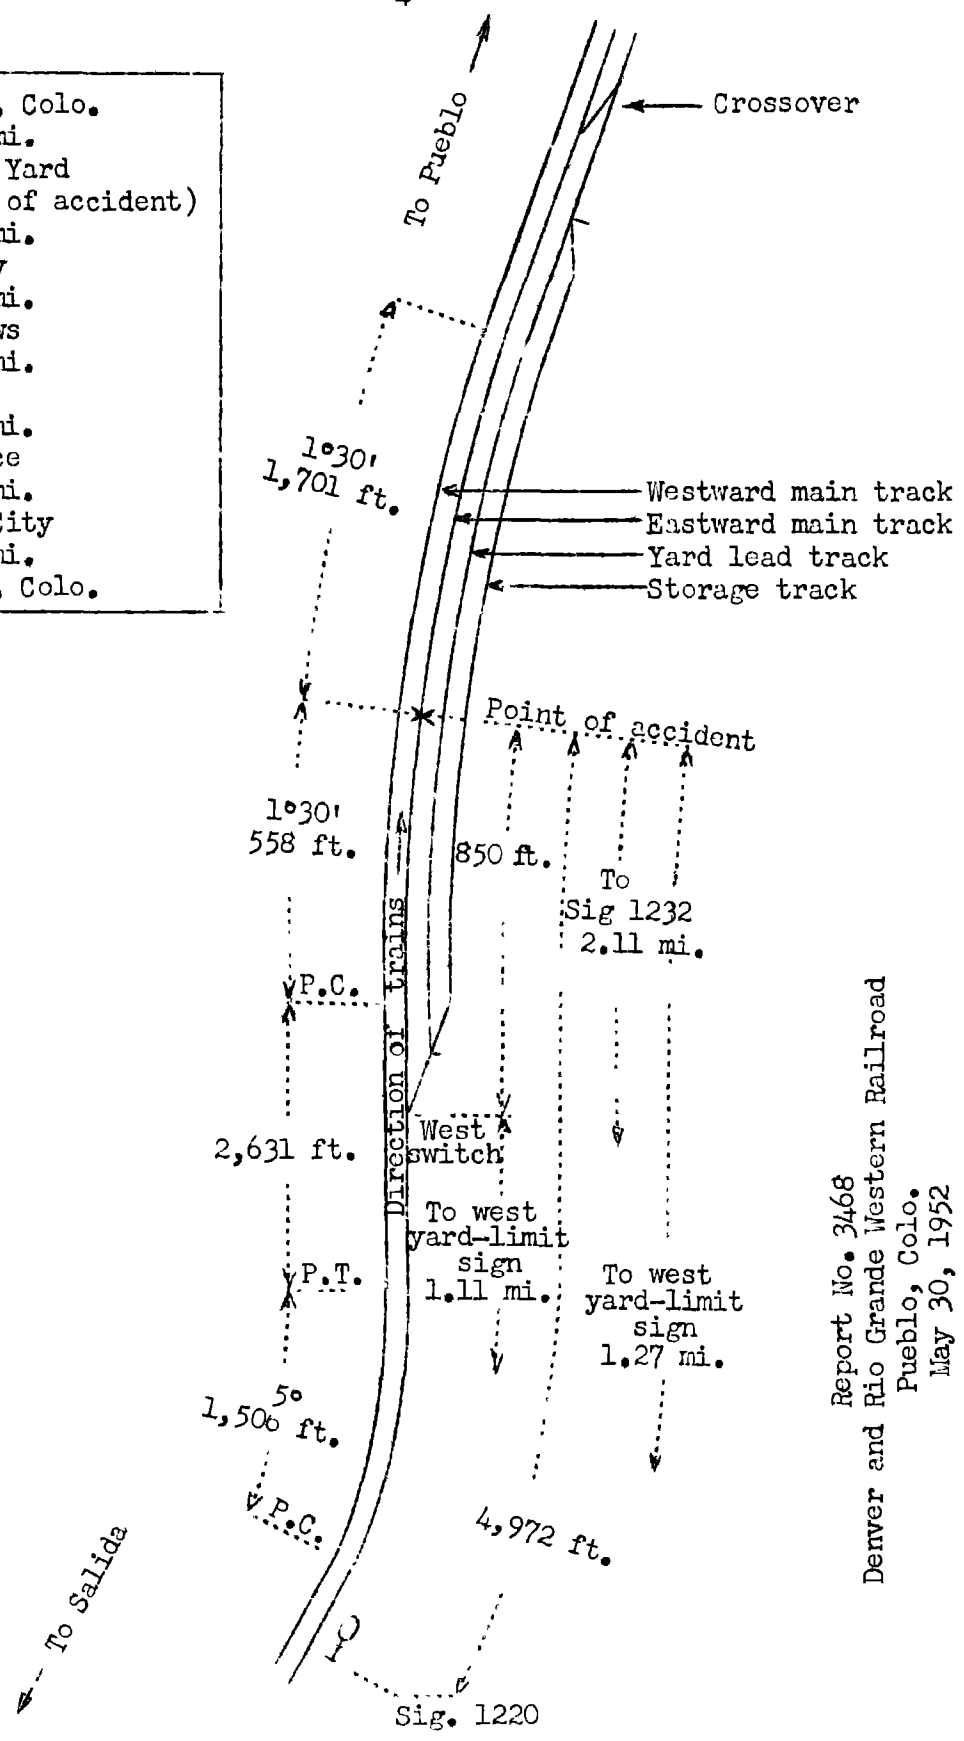 , Colo.
mi.
Yard
of accident)
mi.
mi.
mi.
mi.
mi.
City
mi.
, Colo.
To Pueblo
Crossover
1°30'
1,701 ft.
Westward main track
Eastward main track
Yard lead track
Storage track
Point of accident
1°30'
558 ft.
850 ft.
To
Sig 1232
2.11 mi.
Direction of trains
P.C.
2,631 ft.
West
switch
To west
yard-limit
sign
1.11 mi.
P.T.
To west
yard-limit
sign
1.27 mi.
5°
1,506 ft.
P.C.
4,972 ft.
To Salida
Sig. 1220
Report No. 3468
Denver and Rio Grande Western Railroad
Pueblo, Colo.
May 30, 1952